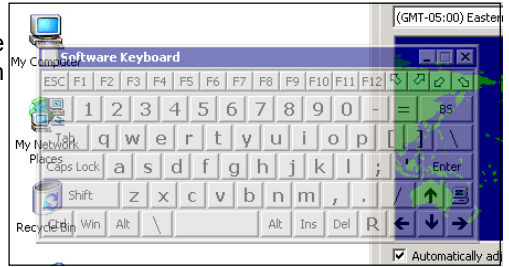 (GMT-05:00) Easter
e
My Computer
n
Software Keyboard
ESC F1 F2 F3 F4 F5 F6 F7 F8 F9 F10 F11 F12
1 2 3 4 5 6 7 8 9 0 - = BS
My Network Places
Tab q w e r t y u i o p [ ] \
Caps Lock a s d f g h j k l ; ' Enter
Shift z x c v b n m , . /
Recycle Bin
Ctrl Win Alt \ Alt Ins Del R
Automatically adj